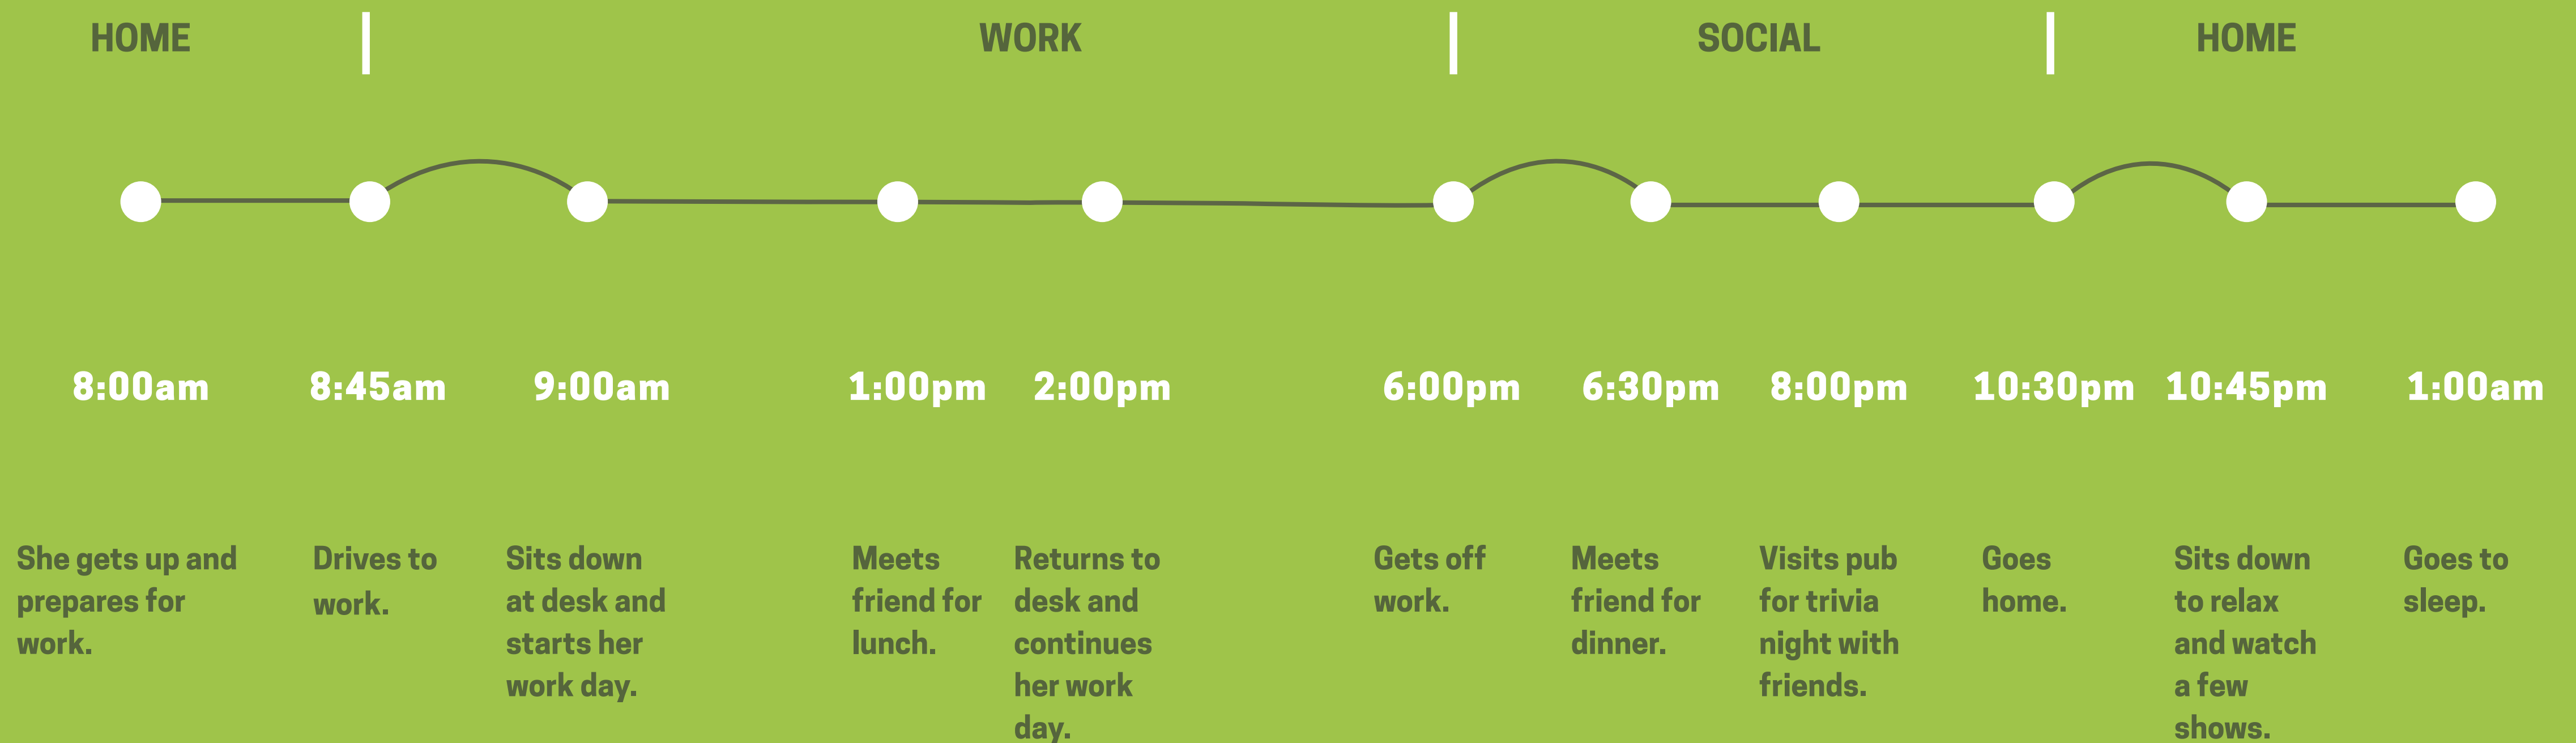 HOME
WORK
SOCIAL
HOME
8:00am
8:45am
9:00am
1:00pm
2:00pm
6:00pm
6:30pm
8:00pm
10:30pm
10:45pm
1:00am
She gets up and
prepares for
work.
Drives to
work.
Sits down
at desk and
starts her
work day.
Meets
friend for
lunch.
Returns to
desk and
continues
her work
day.
Gets off
work.
Meets
friend for
dinner.
Visits pub
for trivia
night with
friends.
Goes
home.
Sits down
to relax
and watch
a few
shows.
Goes to
sleep.